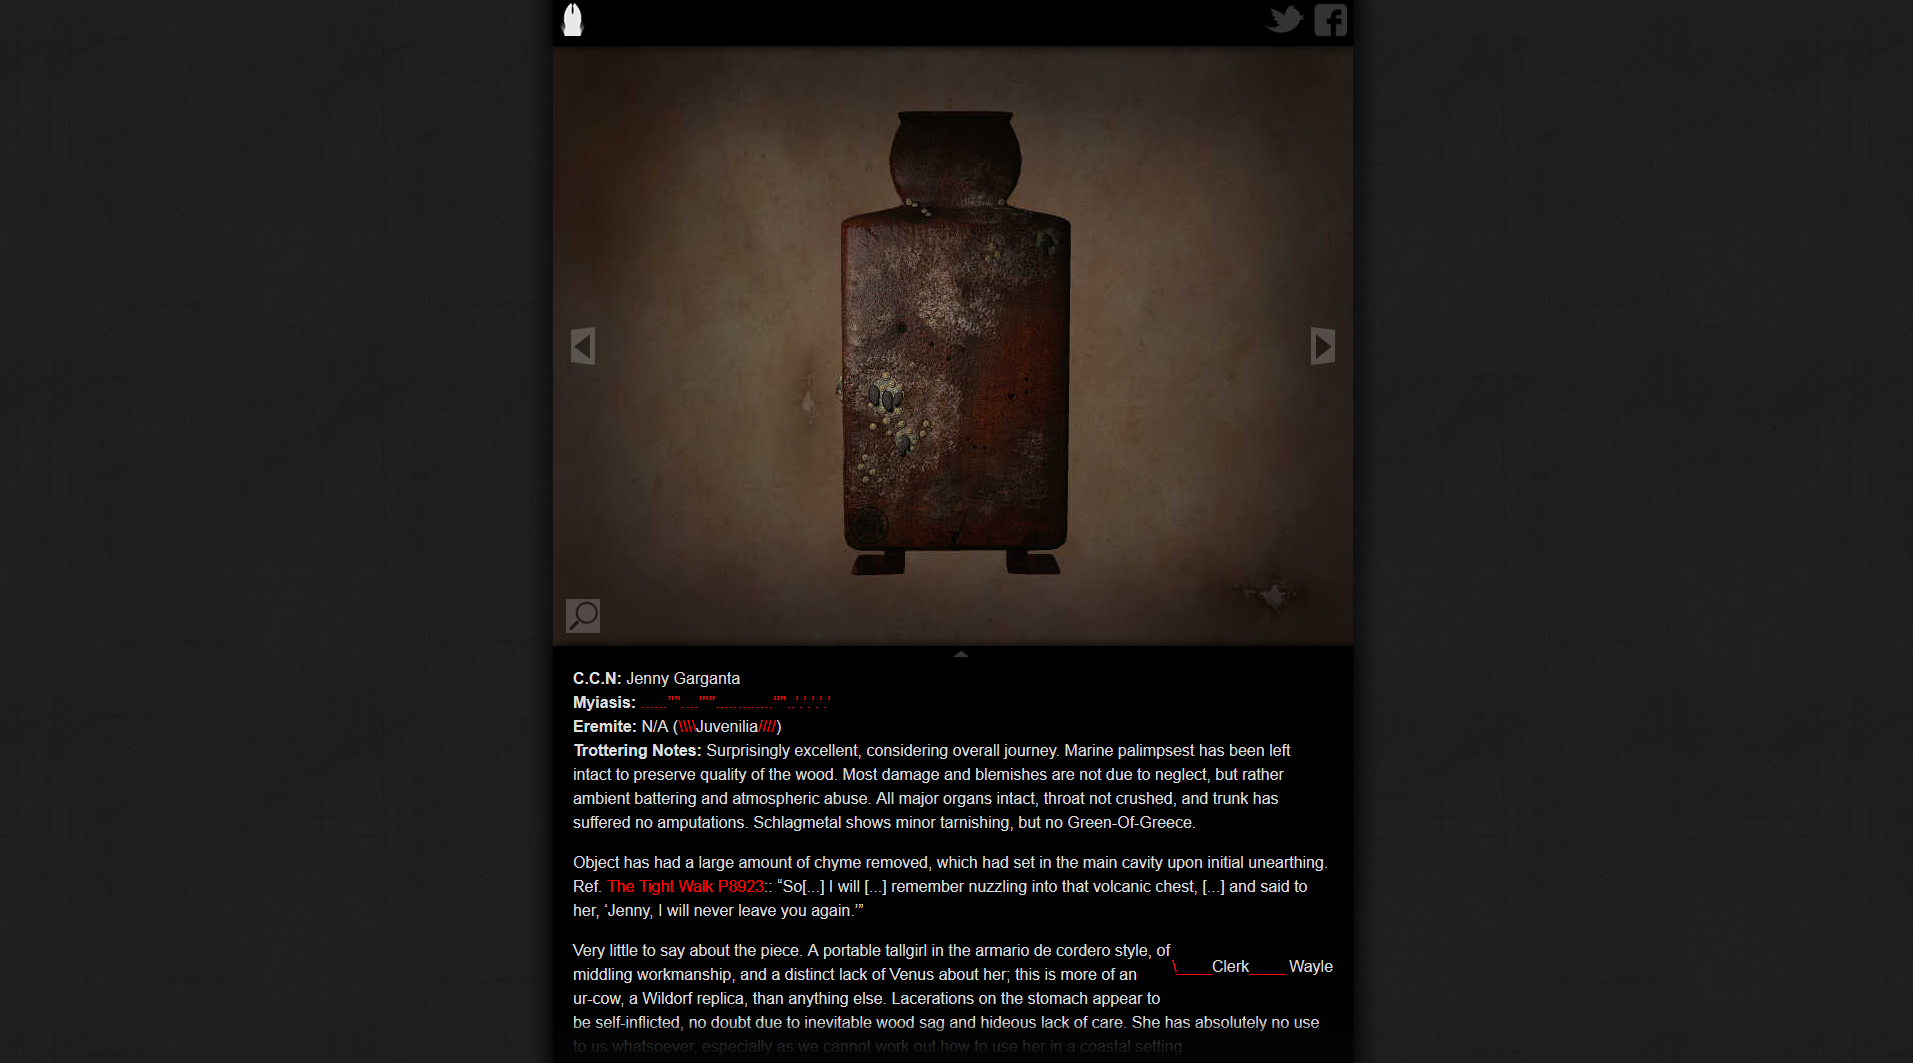 C.C.N: Jenny Garganta
Myiasis: ......’”’....’”’”.............’”’..’.’.’.’.’
Eremite: N/A (\\\\Juvenilia////)
Trottering Notes: Surprisingly excellent, considering overall journey. Marine palimpsest has been left
intact to preserve quality of the wood. Most damage and blemishes are not due to neglect, but rather
ambient battering and atmospheric abuse. All major organs intact, throat not crushed, and trunk has
suffered no amputations. Schlagmetal shows minor tarnishing, but no Green-Of-Greece.
Object has had a large amount of chyme removed, which had set in the main cavity upon initial unearthing.
Ref. The Tight Walk P8923:: “So[...] I will [...] remember nuzzling into that volcanic chest, [...] and said to
her, ‘Jenny, I will never leave you again.’”
Very little to say about the piece. A portable tallgirl in the armario de cordero style, of
\____Clerk____ Wayle
middling workmanship, and a distinct lack of Venus about her; this is more of an
ur-cow, a Wildorf replica, than anything else. Lacerations on the stomach appear to
be self-inflicted, no doubt due to inevitable wood sag and hideous lack of care. She has absolutely no use
to us whatsoever, especially as we cannot work out how to use her in a coastal setting.